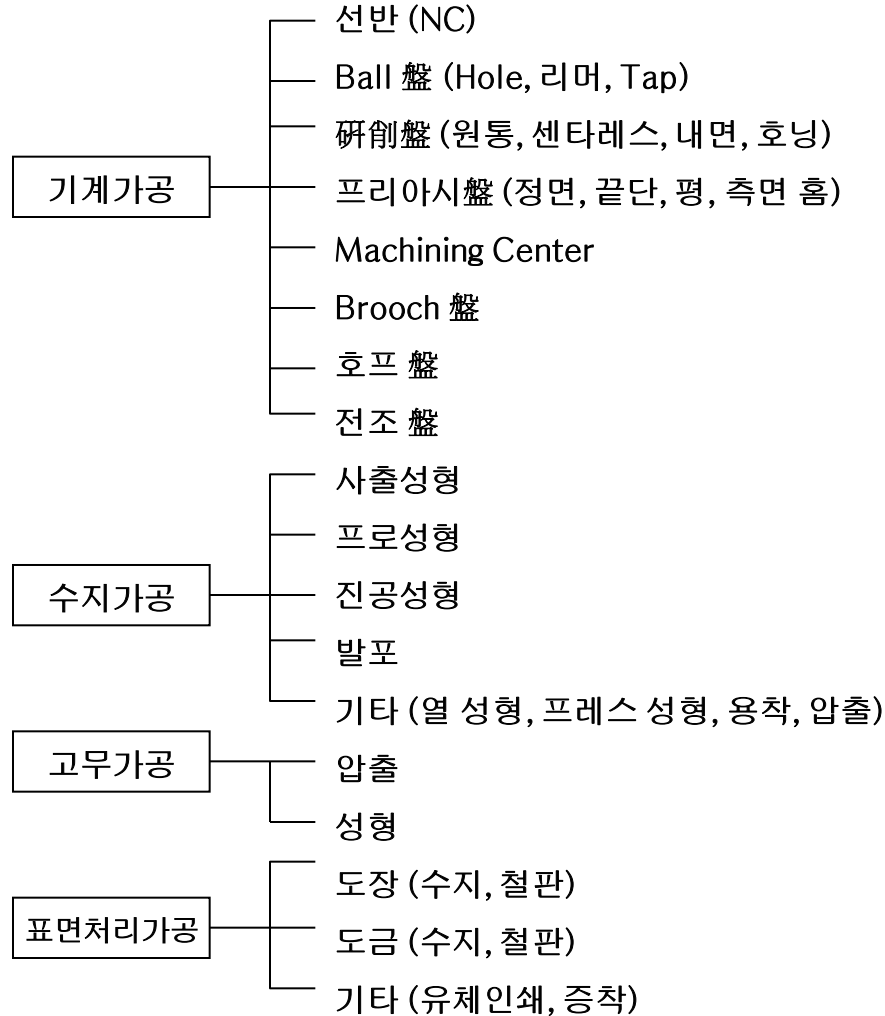 기계가공
선반 (NC)
Ball 盤 (Hole, 리머, Tap)
硏創盤 (원통, 센타레스, 내면, 호닝)
프리아시盤 (정면, 끝단, 평, 측면 홈)
Machining Center
Brooch 盤
호프 盤
전조 盤
수지가공
사출성형
프로성형
진공성형
발포
기타 (열 성형, 프레스 성형, 용착, 압출)
고무가공
압출
성형
표면처리가공
도장 (수지, 철판)
도금 (수지, 철판)
기타 (유체인쇄, 증착)